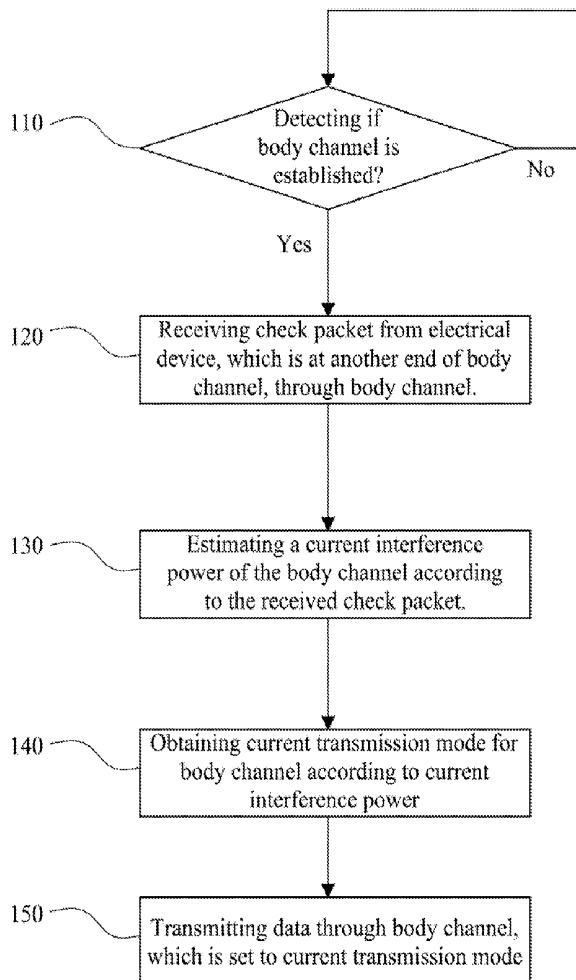 110
Detecting if
body channel is
established?
No
Yes
120
Receiving check packet from electrical
device, which is at another end of body
channel, through body channel.
130
Estimating a current interference
power of the body channel according
to the received check packet.
140
Obtaining current transmission mode for
body channel according to current
interference power
150
Transmitting data through body channel,
which is set to current transmission mode